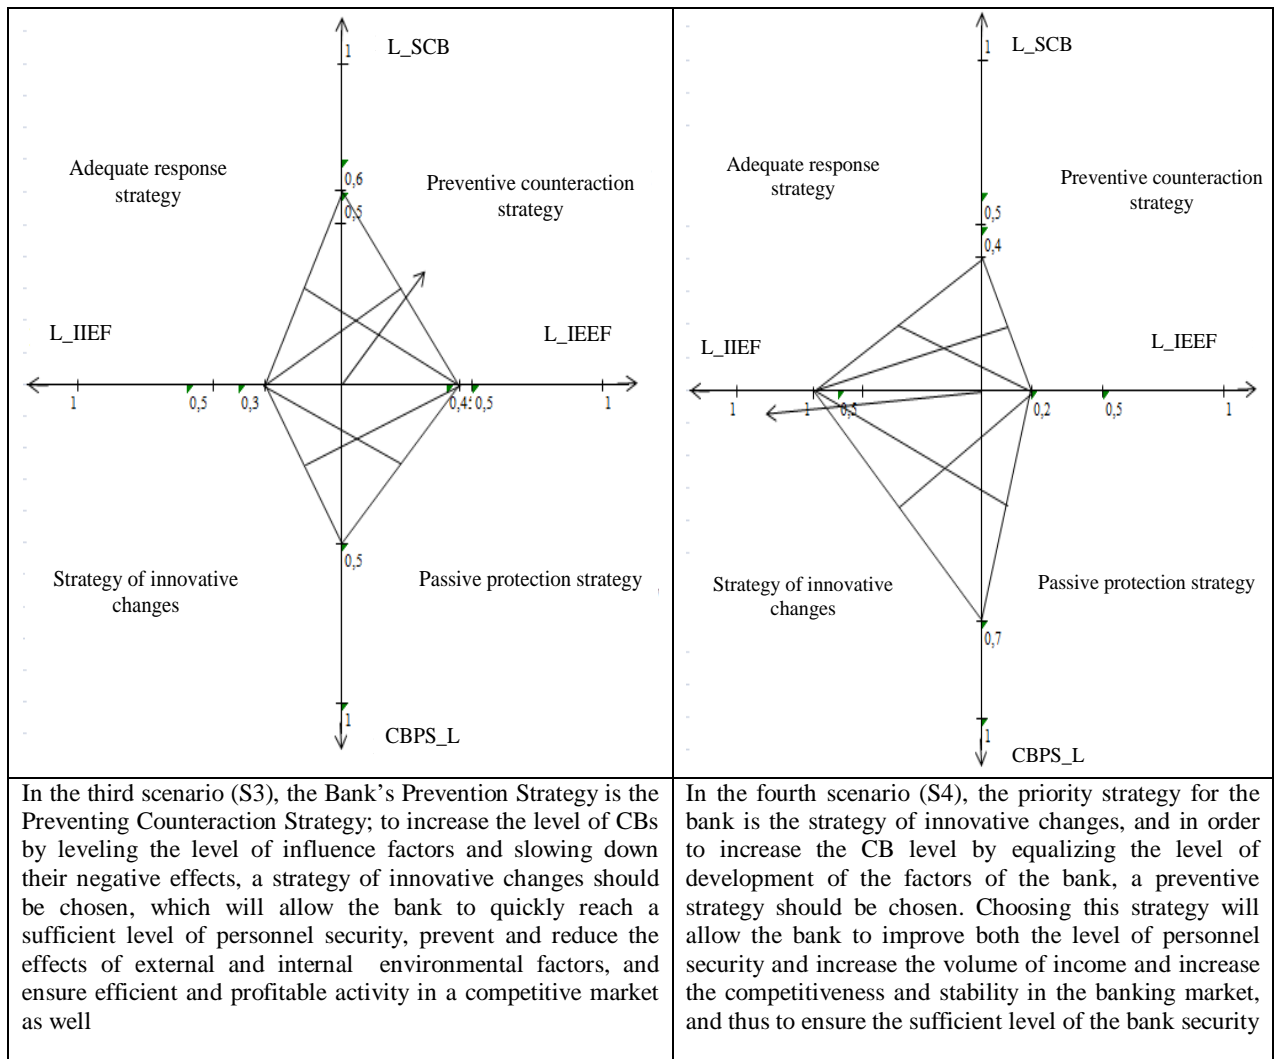 1
L_SCB
Adequate response
strategy
0,6
0,5
Preventive counteraction
strategy
L_IIEF
L_IEEF
1
0,5
0,3
0,5
1
0,5
Strategy of innovative
changes
Passive protection strategy
1
CBPS_L
In the third scenario (S3), the Bank's Prevention Strategy is the
Preventing Counteraction Strategy; to increase the level of CBs
by leveling the level of influence factors and slowing down
their negative effects, a strategy of innovative changes should
be chosen, which will allow the bank to quickly reach a
sufficient level of personnel security, prevent and reduce the
effects of external and internal environmental factors, and
ensure efficient and profitable activity in a competitive market
as well
1
L_SCB
Adequate response
strategy
Preventive counteraction
strategy
0,5
0,4
L_IIEF
L_IEEF
1
1
0,2
0,5
1
Strategy of innovative
changes
Passive protection strategy
0,7
1
CBPS_L
In the fourth scenario (S4), the priority strategy for the
bank is the strategy of innovative changes, and in order
to increase the CB level by equalizing the level of
development of the factors of the bank, a preventive
strategy should be chosen. Choosing this strategy will
allow the bank to improve both the level of personnel
security and increase the volume of income and increase
the competitiveness and stability in the banking market,
and thus to ensure the sufficient level of the bank security